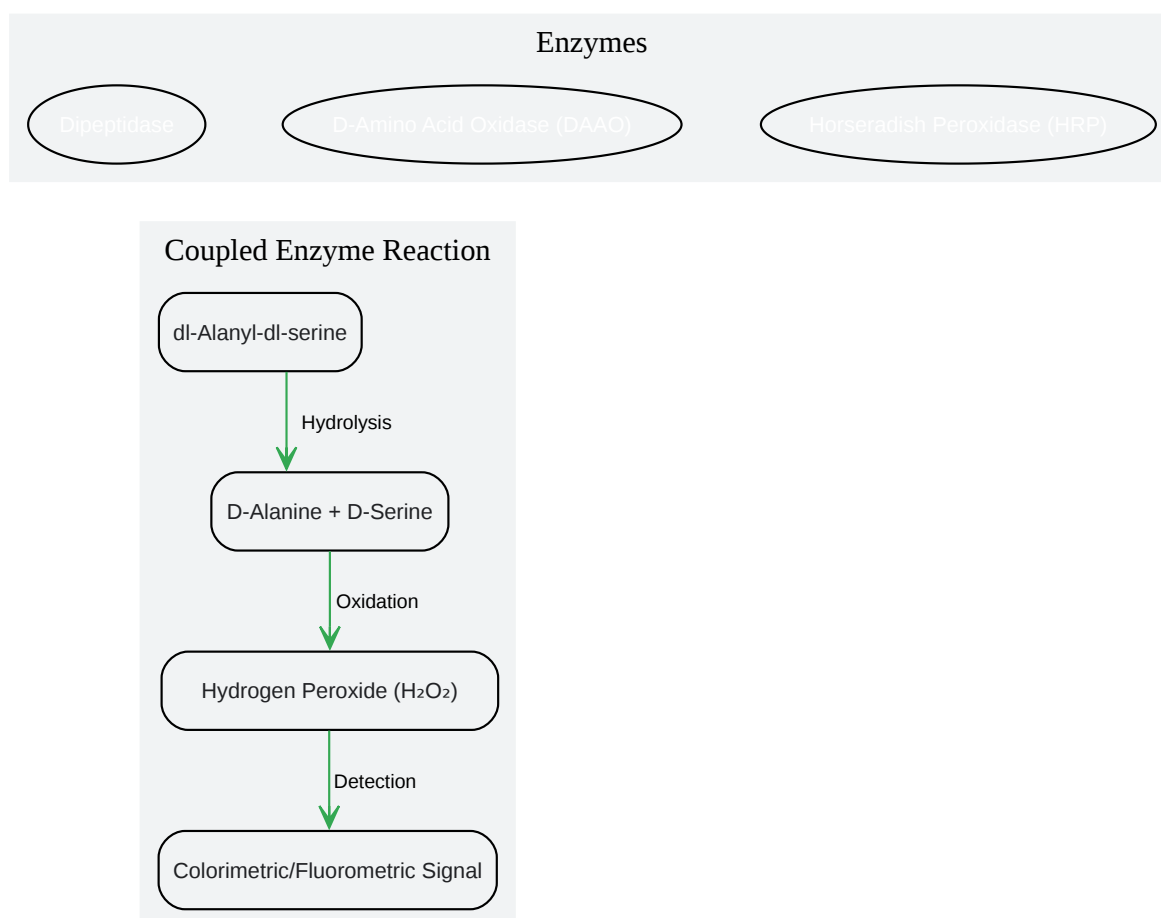 Enzymes
Dipeptidase
D-Amino Acid Oxidase (DAAO)
Horseradish Peroxidase (HRP)
Coupled Enzyme Reaction
dl-Alanyl-dl-serine
Hydrolysis
D-Alanine + D-Serine
Oxidation
Hydrogen Peroxide (H₂O₂)
Detection
Colorimetric/Fluorometric Signal